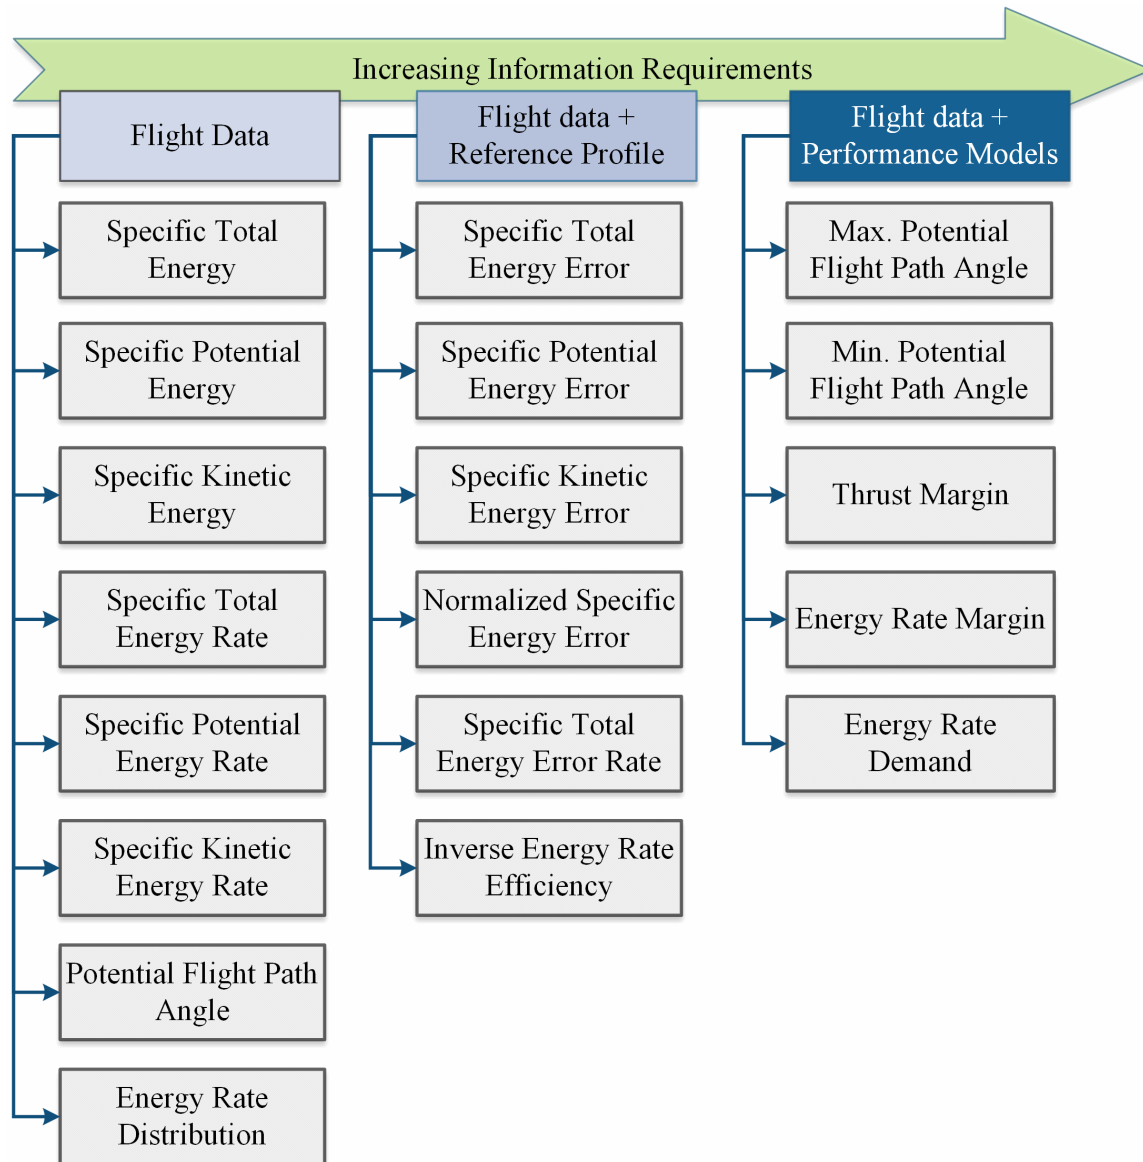 Increasing Information Requirements
Flight Data
Specific Total
Energy
Specific Potential
Energy
Specific Kinetic
Energy
Specific Total
Energy Rate
Specific Potential
Energy Rate
Specific Kinetic
Energy Rate
Potential Flight Path
Angle
Energy Rate
Distribution
Flight data +
Reference Profile
Specific Total
Energy Error
Specific Potential
Energy Error
Specific Kinetic
Energy Error
Normalized Specific
Energy Error
Specific Total
Energy Error Rate
Inverse Energy Rate
Efficiency
Flight data +
Performance Models
Max. Potential
Flight Path Angle
Min. Potential
Flight Path Angle
Thrust Margin
Energy Rate Margin
Energy Rate
Demand